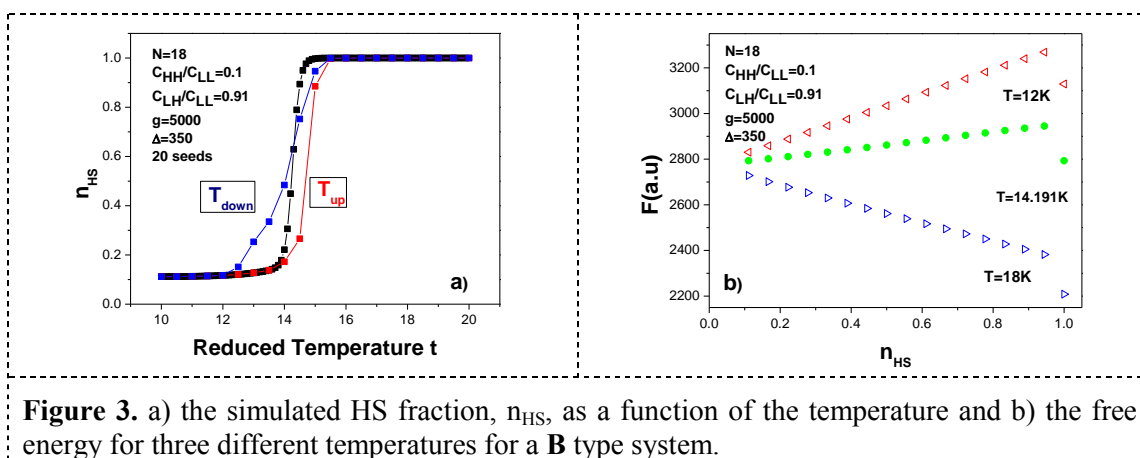 N=18
C_HH/C_LL=0.1
C_LH/C_LL=0.91
g=5000
Δ=350
20 seeds
T_down
T_up
a)
n_HS
0.0
0.2
0.4
0.6
0.8
1.0
10 12 14 16 18 20
Reduced Temperature t
N=18
C_HH/C_LL=0.1
C_LH/C_LL=0.91
g=5000
Δ=350
T=12K
T=14.191K
T=18K
b)
F(a.u)
3200
3000
2800
2600
2400
2200
0.0 0.2 0.4 0.6 0.8 1.0
n_HS
Figure 3. a) the simulated HS fraction, n_HS, as a function of the temperature and b) the free
energy for three different temperatures for a B type system.